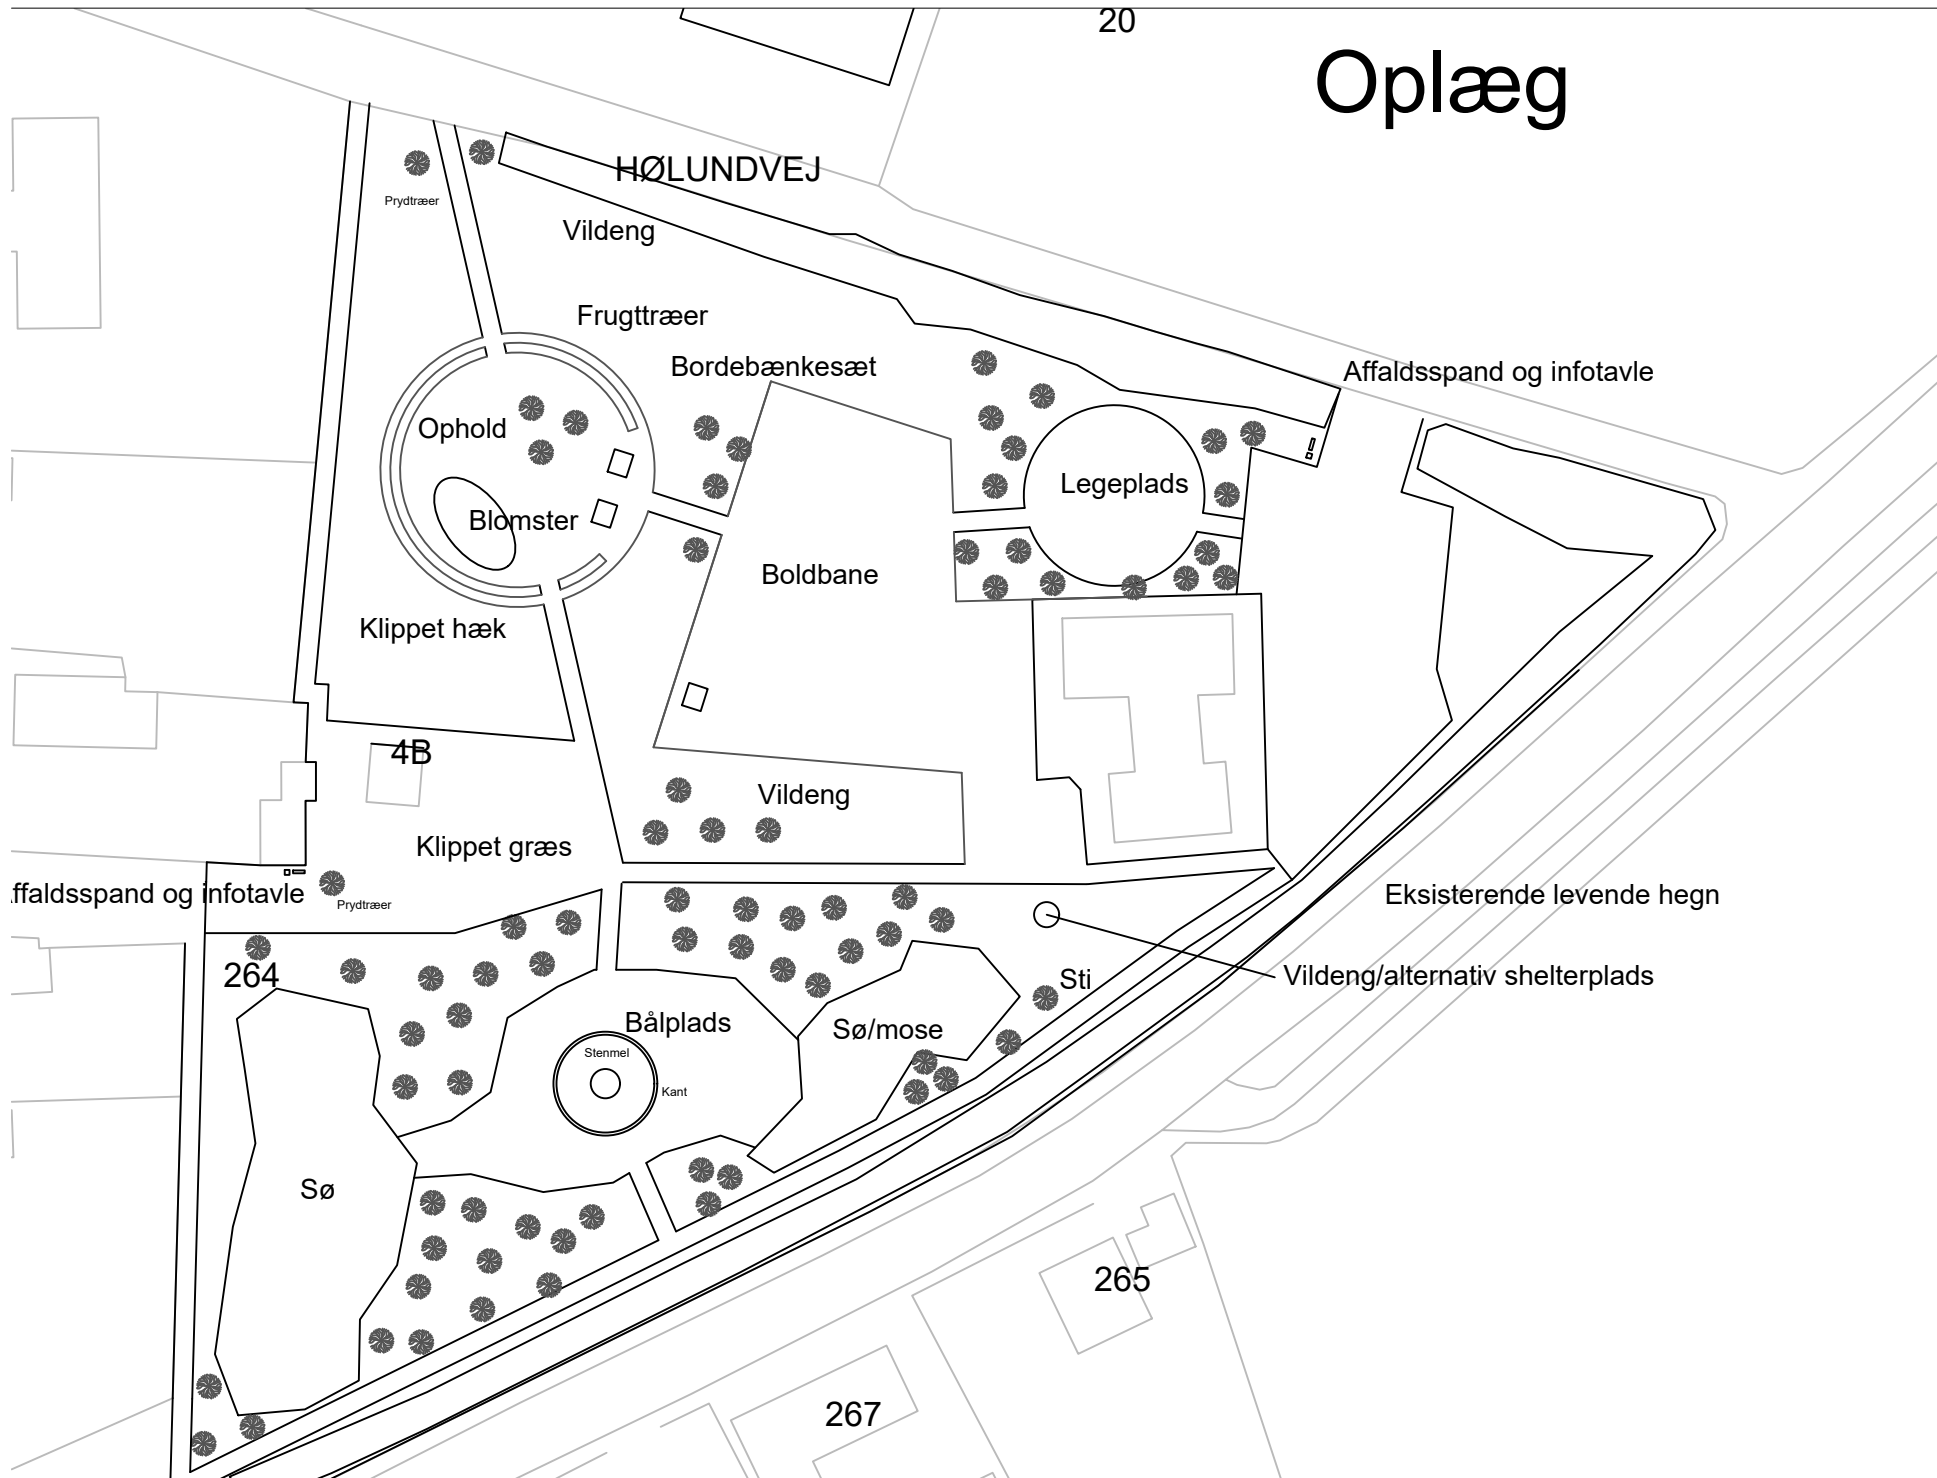 20
Oplæg
HØLUNDVEJ
Prydtræer
Vildeng
Frugttræer
Bordebænkesæt
Affaldsspand og infotavle
Ophold
Legeplads
Blomster
Boldbane
Klippet hæk
4B
Vildeng
Klippet græs
ffaldsspand og infotavle
Prydtræer
Eksisterende levende hegn
264
Sti
Vildeng/alternativ shelterplads
Bålplads
Sø/mose
Stenmel
Kant
Sø
265
267